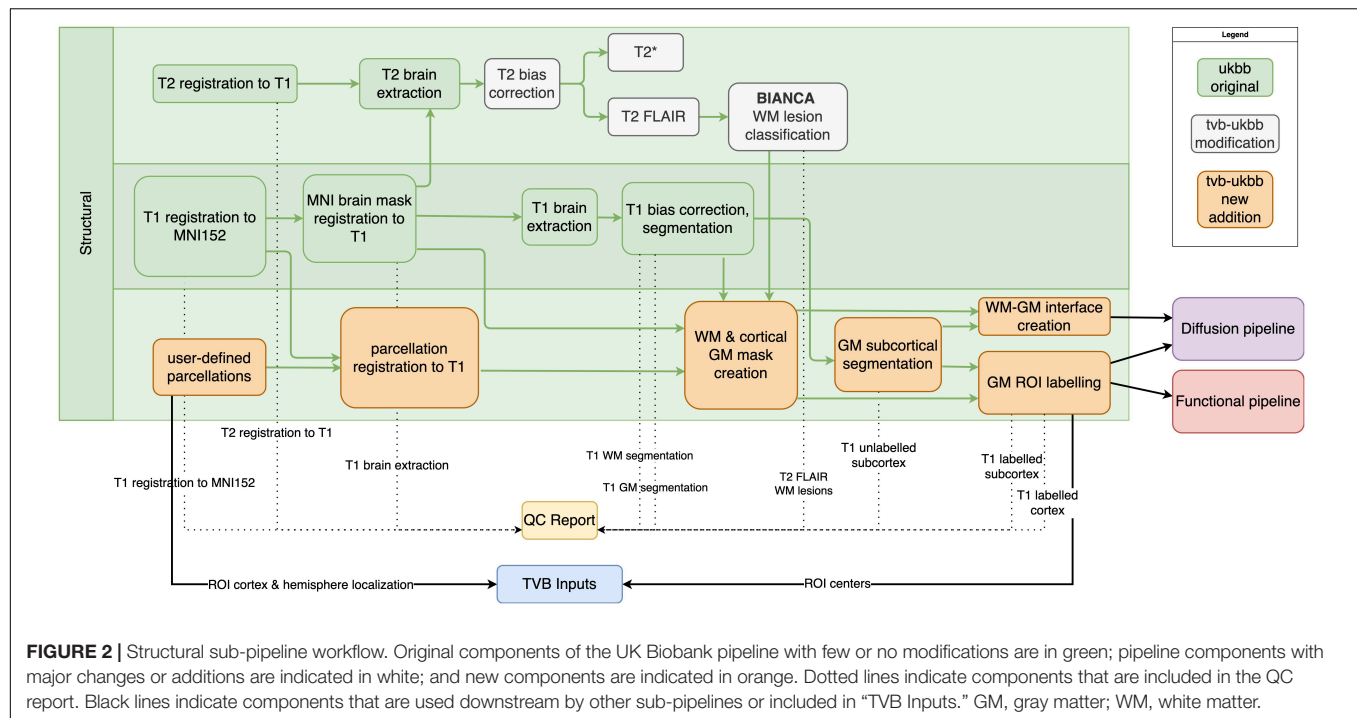 Legend
ukbb
original
tvb-ukbb
modification
tvb-ukbb
new
addition
Structural
T2 registration to T1
T2 brain
extraction
T2 bias
correction
T2*
T2 FLAIR
BIANCA
WM lesion
classification
T1 registration to
MNI152
MNI brain mask
registration to
T1
T1 brain
extraction
T1 bias correction,
segmentation
user-defined
parcellations
parcellation
registration to T1
WM & cortical
GM mask
creation
GM subcortical
segmentation
WM-GM interface
creation
GM ROI labelling
Diffusion pipeline
Functional pipeline
T2 registration to T1
T1 registration to MNI152
T1 brain extraction
T1 WM segmentation
T1 GM segmentation
T2 FLAIR
WM lesions
T1 unlabelled
subcortex
T1 labelled
subcortex
T1 labelled
cortex
QC Report
ROI cortex & hemisphere localization
TVB Inputs
ROI centers
FIGURE 2 | Structural sub-pipeline workflow. Original components of the UK Biobank pipeline with few or no modifications are in green; pipeline components with
major changes or additions are indicated in white; and new components are indicated in orange. Dotted lines indicate components that are included in the QC
report. Black lines indicate components that are used downstream by other sub-pipelines or included in “TVB Inputs.” GM, gray matter; WM, white matter.